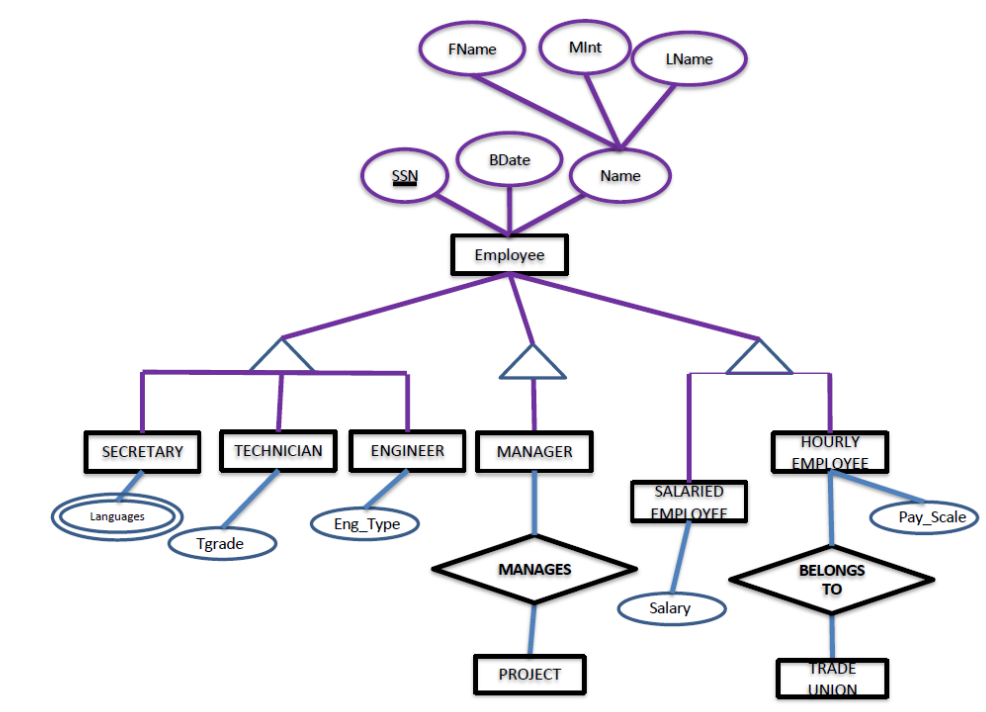 FName
MInt
LName
SSN
BDate
Name
Employee
SECRETARY
TECHNICIAN
ENGINEER
MANAGER
HOURLY
EMPLOYEE
SALARIED
EMPLOYEE
Languages
Tgrade
Eng_Type
Pay_Scale
MANAGES
BELONGS
TO
Salary
PROJECT
TRADE
UNION